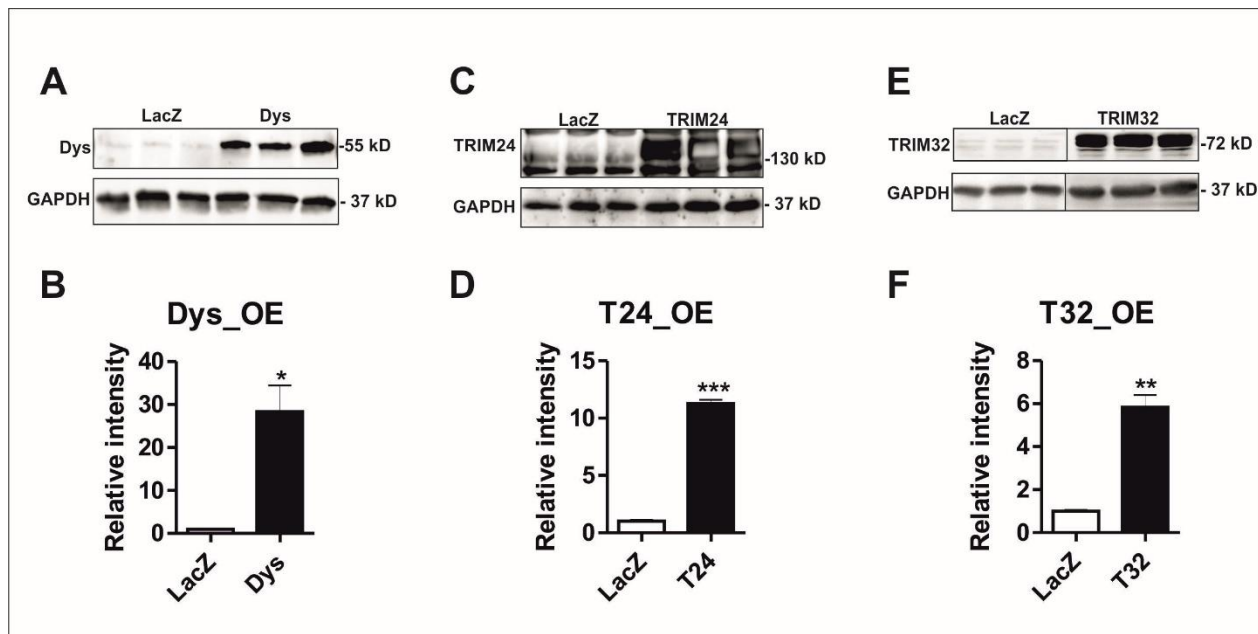 A
LacZ Dys
Dys -55 kD
GAPDH - 37 kD
B
Dys_OE
Relative intensity
40
30
20
10
0
*
LacZ Dys
C
LacZ TRIM24
TRIM24 -130 kD
GAPDH - 37 kD
D
T24_OE
Relative intensity
15
10
5
0
***
LacZ T24
E
LacZ TRIM32
TRIM32 -72 kD
GAPDH - 37 kD
F
T32_OE
Relative intensity
8
6
4
2
0
**
LacZ T32